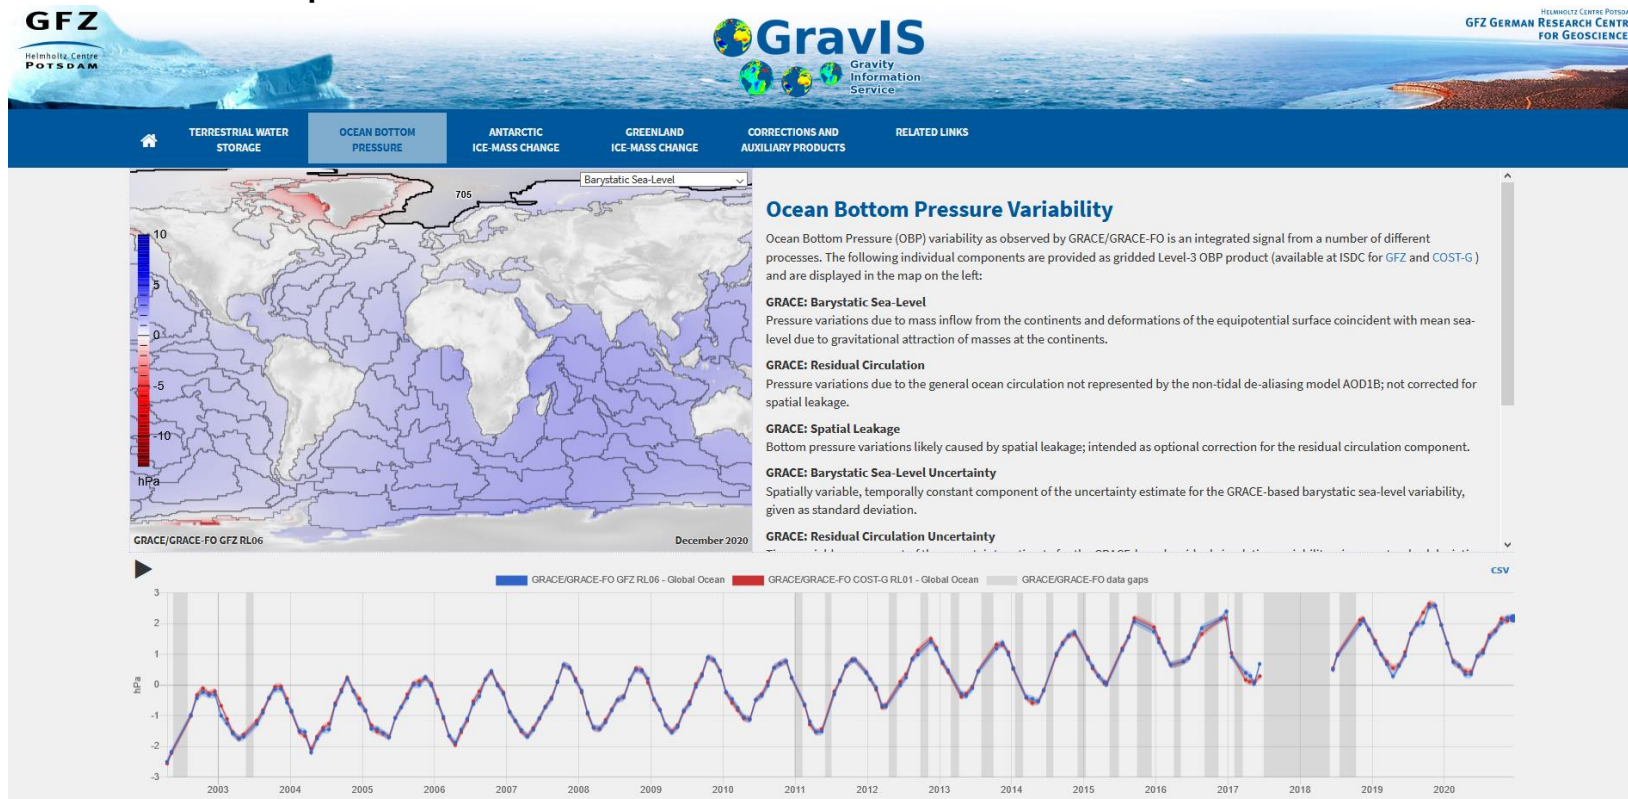 GFZ
Helmholtz Centre
POTSDAM
GravIS
Gravity
Information
Service
GFZ GERMAN RESEARCH CENTR
FOR GEOSCIENCE
TERRESTRIAL WATER
STORAGE
OCEAN BOTTOM
PRESSURE
ANTARCTIC
ICE-MASS CHANGE
GREENLAND
ICE-MASS CHANGE
CORRECTIONS AND
AUXILIARY PRODUCTS
RELATED LINKS
Barystatic Sea-Level
705
10
5
0
-5
-10
hPa
GRACE/GRACE-FO GFZ RL06
December 2020
Ocean Bottom Pressure Variability
Ocean Bottom Pressure (OBP) variability as observed by GRACE/GRACE-FO is an integrated signal from a number of different
processes. The following individual components are provided as gridded Level-3 OBP product (available at ISDC for GFZ and COST-G )
and are displayed in the map on the left:
GRACE: Barystatic Sea-Level
Pressure variations due to mass inflow from the continents and deformations of the equipotential surface coincident with mean sea-
level due to gravitational attraction of masses at the continents.
GRACE: Residual Circulation
Pressure variations due to the general ocean circulation not represented by the non-tidal de-aliasing model AOD1B; not corrected for
spatial leakage.
GRACE: Spatial Leakage
Bottom pressure variations likely caused by spatial leakage; intended as optional correction for the residual circulation component.
GRACE: Barystatic Sea-Level Uncertainty
Spatially variable, temporally constant component of the uncertainty estimate for the GRACE-based barystatic sea-level variability,
given as standard deviation.
GRACE: Residual Circulation Uncertainty
CSV
GRACE/GRACE-FO GFZ RL06 - Global Ocean
GRACE/GRACE-FO COST-G RL01 - Global Ocean
GRACE/GRACE-FO data gaps
hPa
3
2
1
0
-1
-2
-3
2003 2004 2005 2006 2007 2008 2009 2010 2011 2012 2013 2014 2015 2016 2017 2018 2019 2020